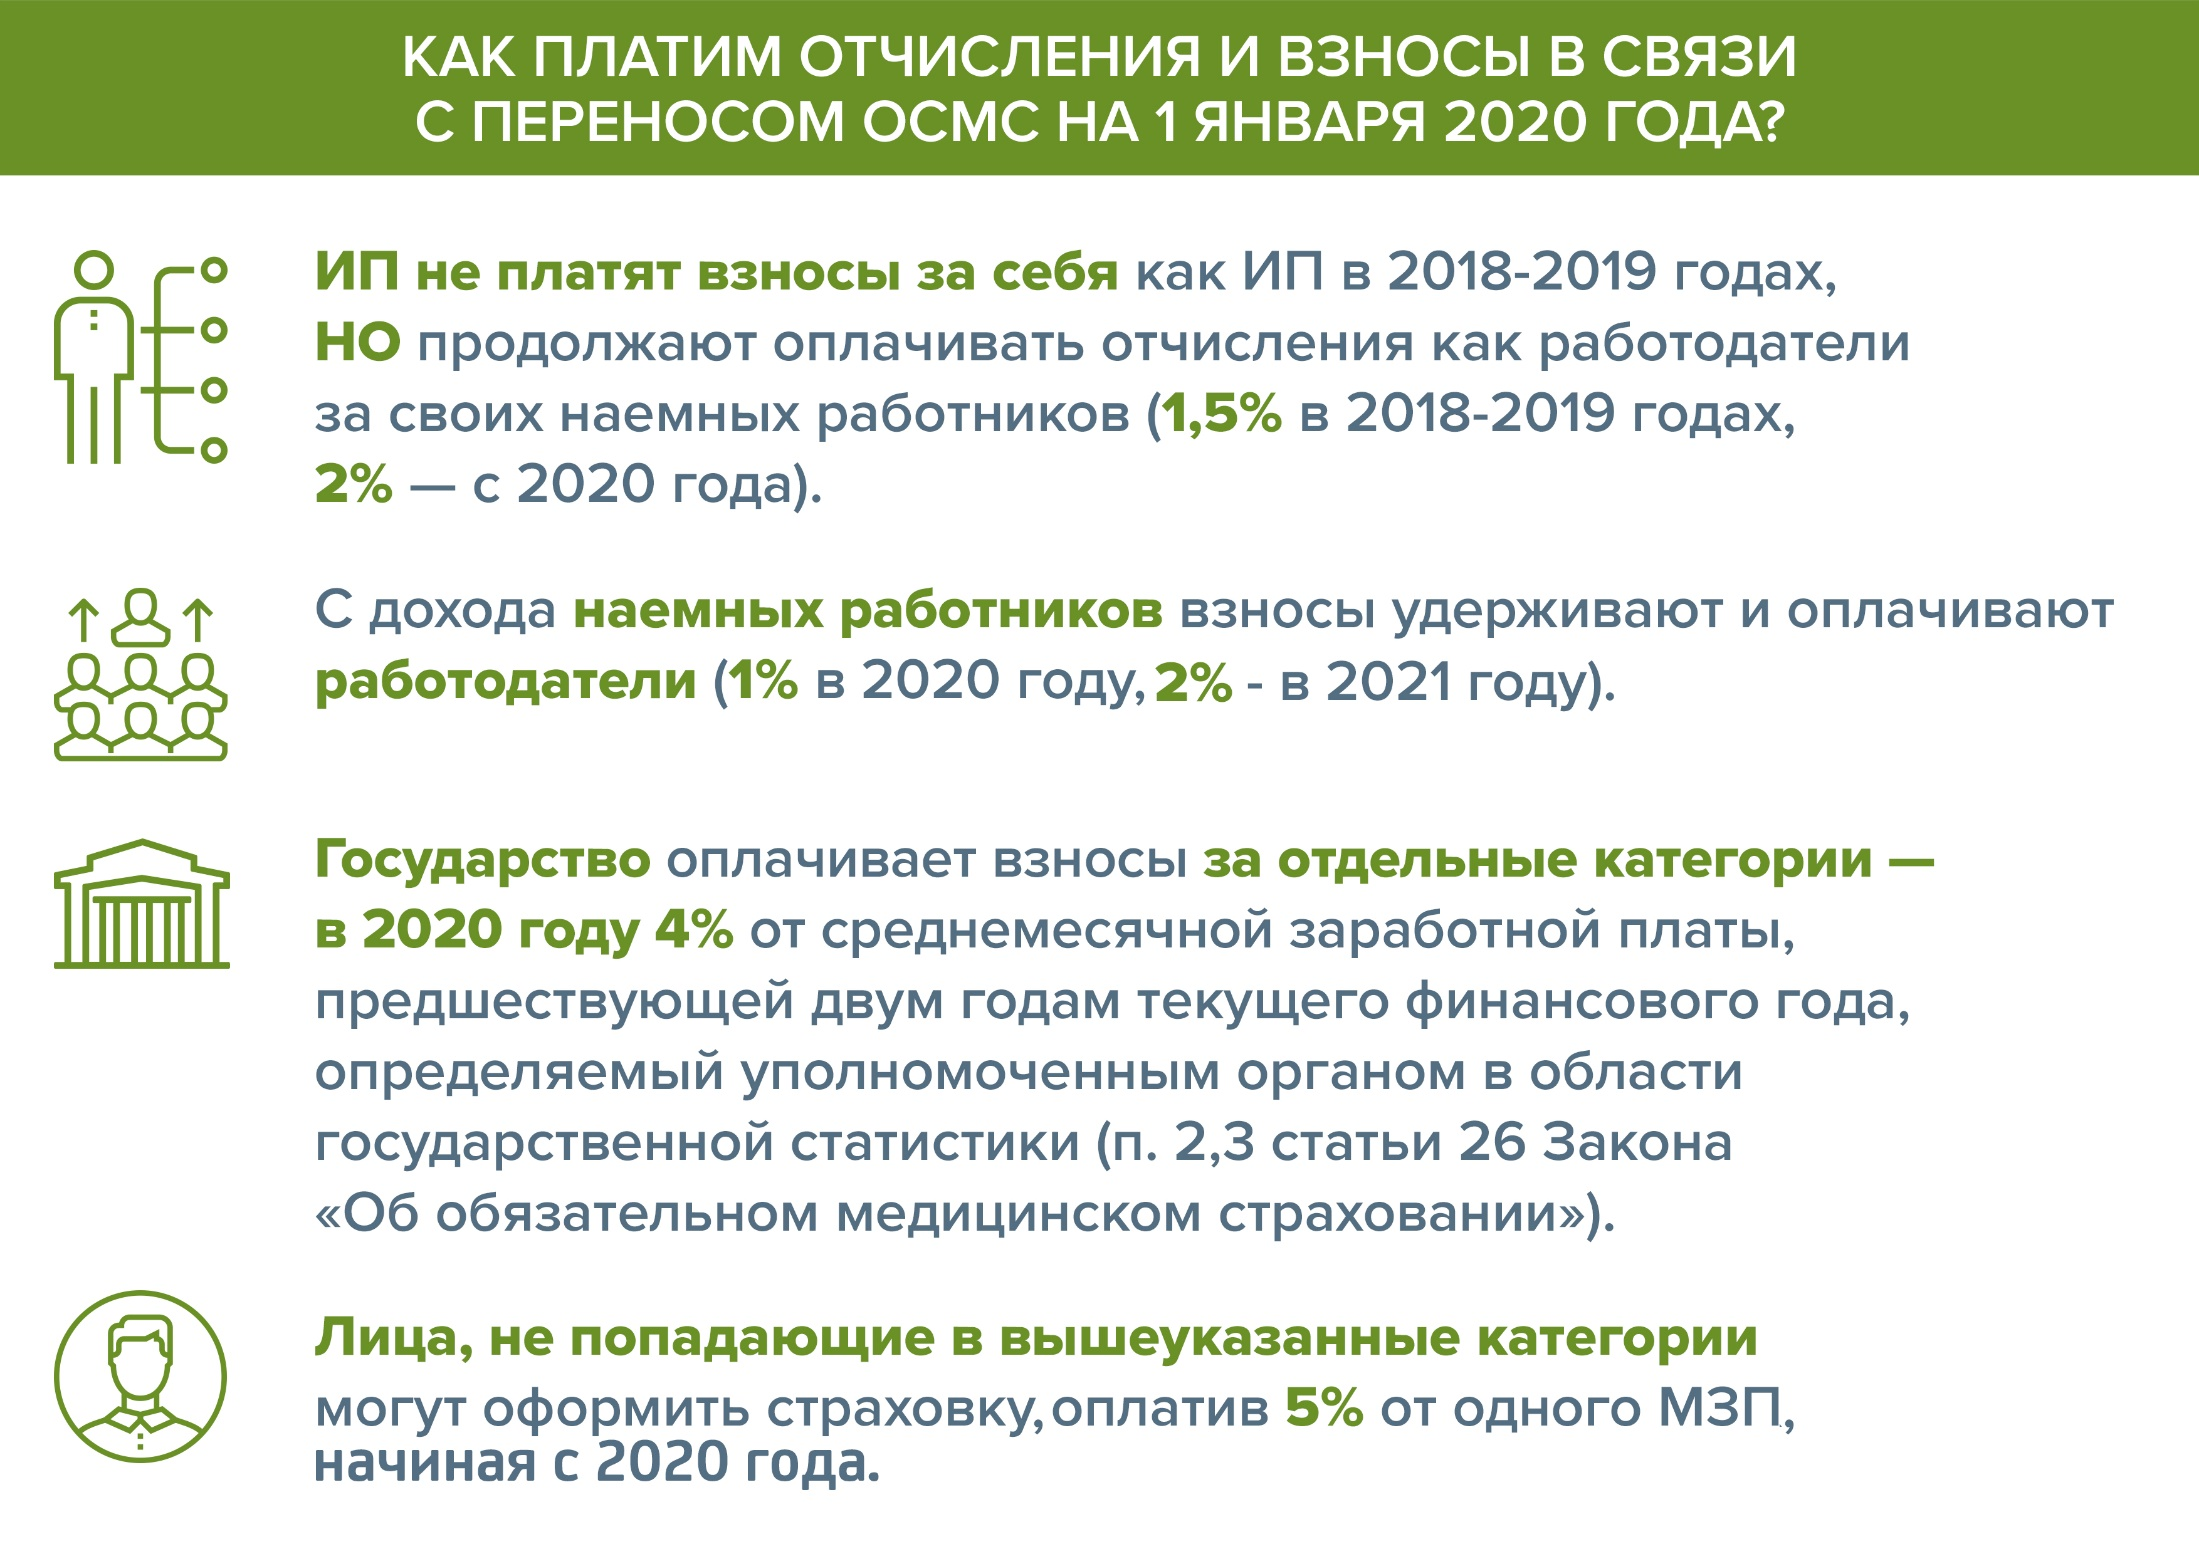 КАК ПЛАТИМ ОТЧИСЛЕНИЯ И ВЗНОСЫ В СВЯЗИ
С ПЕРЕНОСОМ ОСМС НА 1 ЯНВАРЯ 2020 ГОДА?
ИП не платят взносы за себя как ИП в 2018-2019 годах,
НО продолжают оплачивать отчисления как работодатели
за своих наемных работников (1,5% в 2018-2019 годах,
2% — с 2020 года).
С дохода наемных работников взносы удерживают и оплачивают
работодатели (1% в 2020 году, 2% - в 2021 году).
Государство оплачивает взносы за отдельные категории —
в 2020 году 4% от среднемесячной заработной платы,
предшествующей двум годам текущего финансового года,
определяемый уполномоченным органом в области
государственной статистики (п. 2,3 статьи 26 Закона
«Об обязательном медицинском страховании»).
Лица, не попадающие в вышеуказанные категории
могут оформить страховку, оплатив 5% от одного МЗП,
начиная с 2020 года.